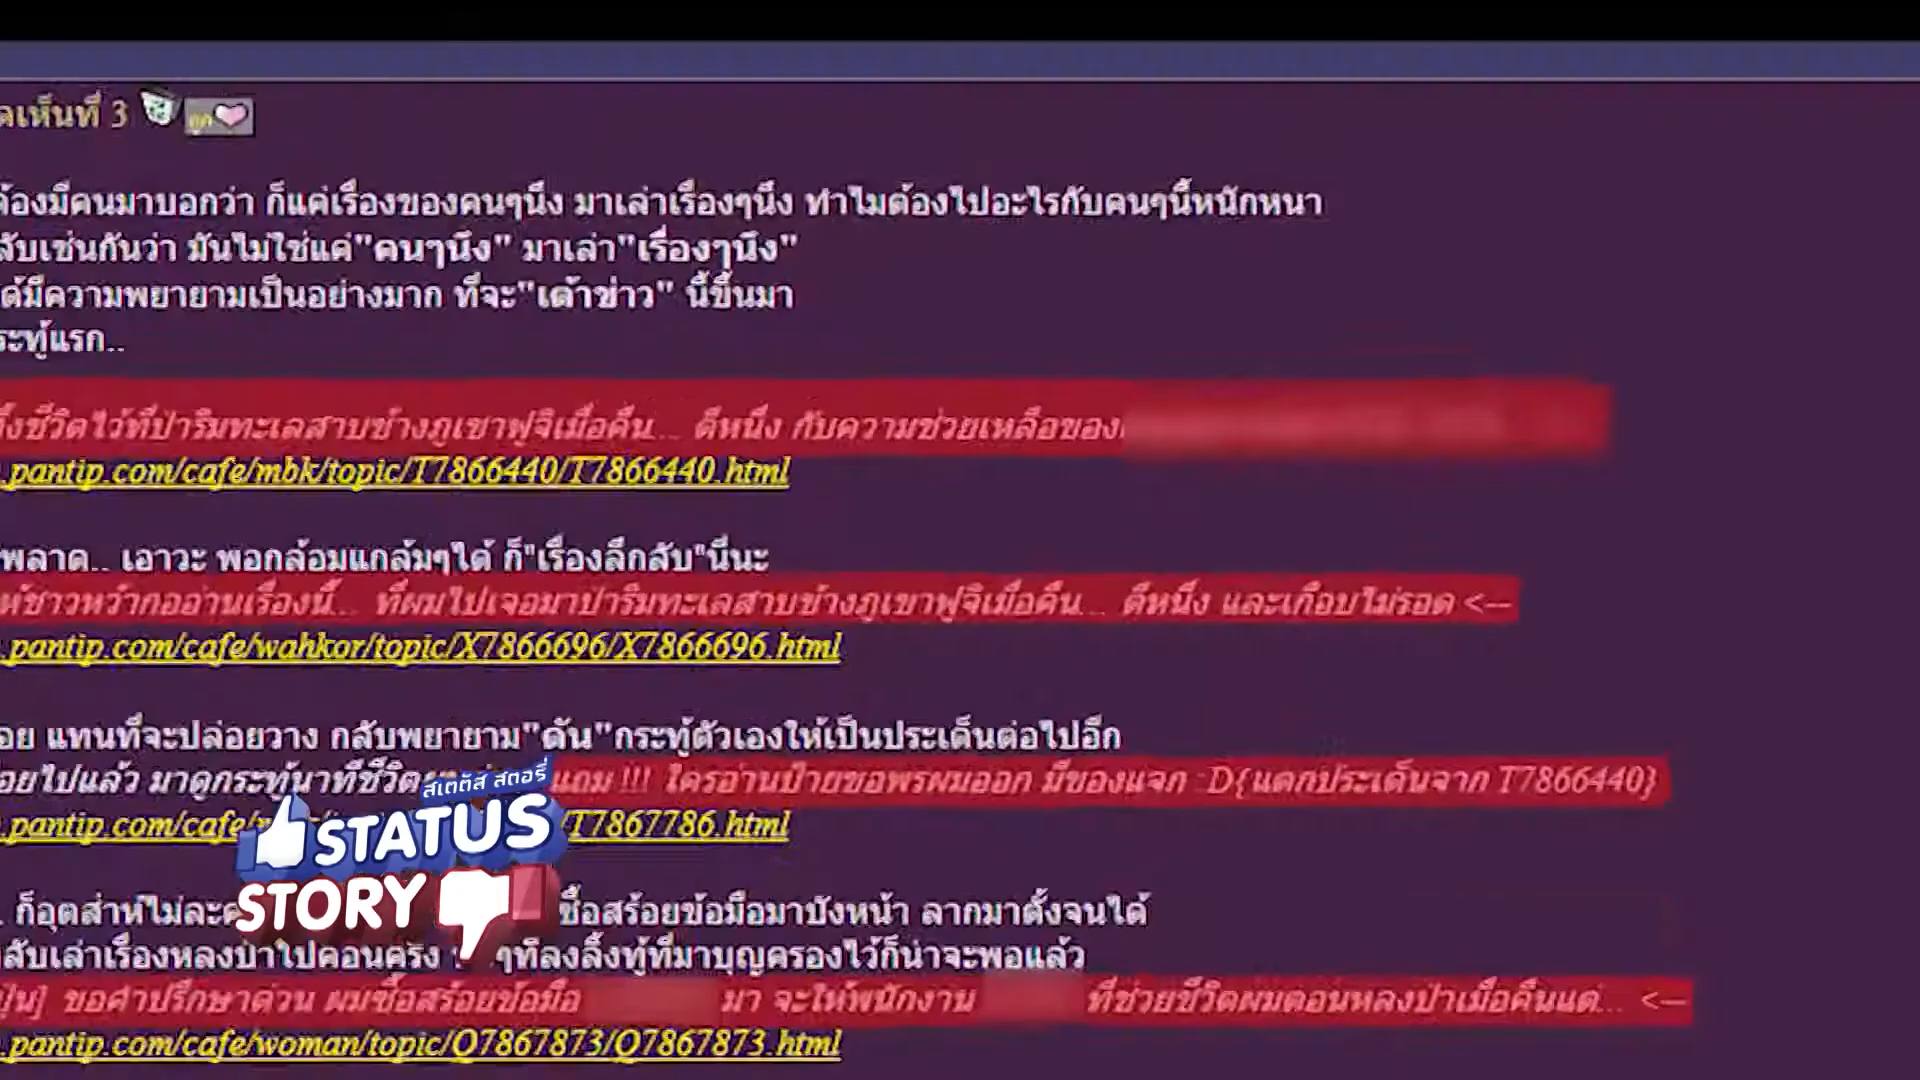 ดเห็นที่ 3
ถูก
ต้องมีคนมาบอกว่า ก็แค่เรื่องของคนๆนึง มาเล่าเรื่องๆนึ่ง ทำไมต้องไปอะไรกับคนๆนี้หนักหนา
ลับเช่นกันว่า มันไม่ใช่แค่"คนๆนึง" มาเล่า"เรื่องๆนึง"
ด้มีความพยายามเป็นอย่างมาก ที่จะ"เต้าข่าว" นี้ขึ้นมา
ระทู้แรก..
ิ้งชีวิตไว้ที่ป่าริมทะเลสาบข้างภูเขาฟูจิเมื่อคืน... ตีหนึ่ง กับความช่วยเหลือของ
.pantip.com/cafe/mbk/topic/T7866440/T7866440.html
พลาด.. เอาวะ พอกล้อมแกล้มๆได้ ก็"เรื่องลึกลับ"นี่นะ
ห้ชาวหว้ากออ่านเรื่องนี้... ที่ผมไปเจอมาป่าริมทะเลสาบข้างภูเขาฟูจิเมื่อคืน... ตีหนึ่ง และเกือบไม่รอด <--
.pantip.com/cafe/wahkor/topic/X7866696/X7866696.html
อย แทนที่จะปล่อยวาง กลับพยายาม"ดัน"กระทู้ตัวเองให้เป็นประเด็นต่อไปอีก
อยไปแล้ว มาดูกระทู้นาทีชีวิต แถม !!! ใครอ่านป้ายขอพรผมออก มีของแจก :D{แตกประเด็นจาก T7866440}
.pantip.com/cafe/ /T7867786.html
สเตตัส สตอรี่
STATUS
STORY
. ก็อุตส่าห์ไม่ละค ซื้อสร้อยข้อมือมาบังหน้า ลากมาตั้งจนได้
ลับเล่าเรื่องหลงป่าไปค่อนครึ่ง ๆที่ลงลิ้งทู้ที่มาบุญครองไว้ก็น่าจะพอแล้ว
ปุ่น] ขอคำปรึกษาด่วน ผมซื้อสร้อยข้อมือ มา จะให้พนักงาน ที่ช่วยชีวิตผมตอนหลงป่าเมื่อคืนแต่... <--
.pantip.com/cafe/woman/topic/Q7867873/Q7867873.html